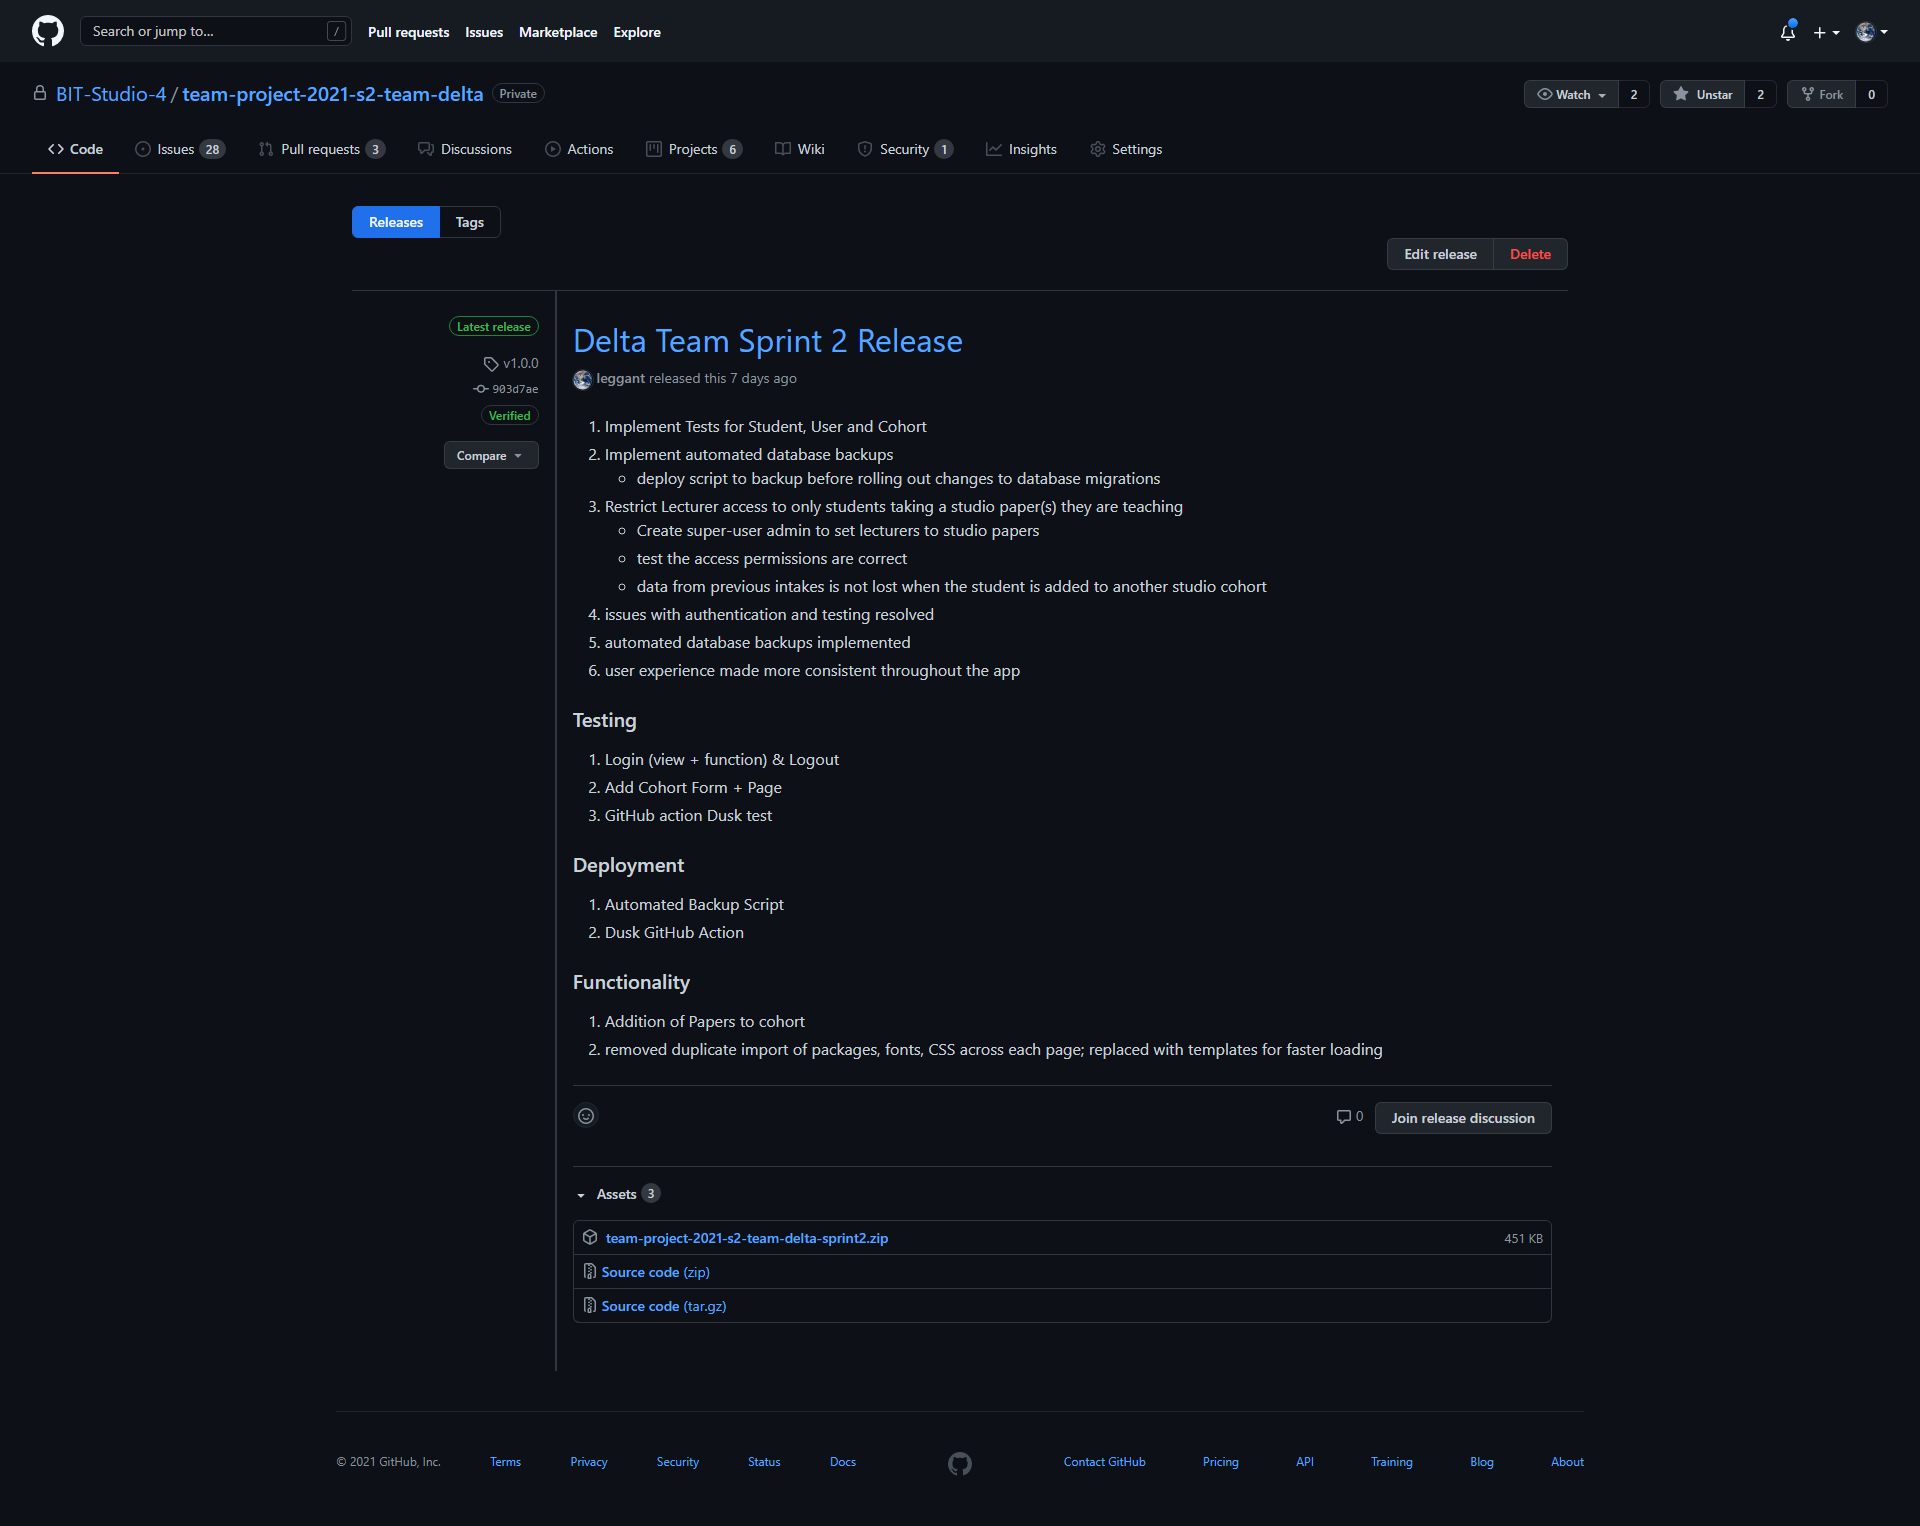 Search or jump to... /
Pull requests Issues Marketplace Explore
BIT-Studio-4 / team-project-2021-s2-team-delta Private
Watch 2 Unstar 2 Fork 0
Code Issues 28 Pull requests 3 Discussions Actions Projects 6 Wiki Security 1 Insights Settings
Releases Tags
Edit release Delete
Latest release
v1.0.0
903d7ae
Verified
Compare
Delta Team Sprint 2 Release
leggant released this 7 days ago
1. Implement Tests for Student, User and Cohort
2. Implement automated database backups
deploy script to backup before rolling out changes to database migrations
3. Restrict Lecturer access to only students taking a studio paper(s) they are teaching
Create super-user admin to set lecturers to studio papers
test the access permissions are correct
data from previous intakes is not lost when the student is added to another studio cohort
4. issues with authentication and testing resolved
5. automated database backups implemented
6. user experience made more consistent throughout the app
Testing
1. Login (view + function) & Logout
2. Add Cohort Form + Page
3. GitHub action Dusk test
Deployment
1. Automated Backup Script
2. Dusk GitHub Action
Functionality
1. Addition of Papers to cohort
2. removed duplicate import of packages, fonts, CSS across each page; replaced with templates for faster loading
0 Join release discussion
Assets 3
team-project-2021-s2-team-delta-sprint2.zip 451 KB
Source code (zip)
Source code (tar.gz)
© 2021 GitHub, Inc. Terms Privacy Security Status Docs Contact GitHub Pricing API Training Blog About